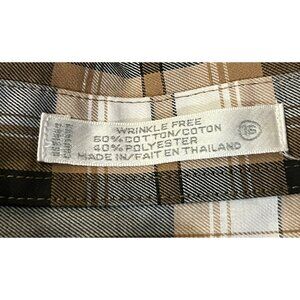 WRINKLE FREE
60% COTTON/COTON
40% POLYESTER
MADE IN/FAIT EN THAILAND